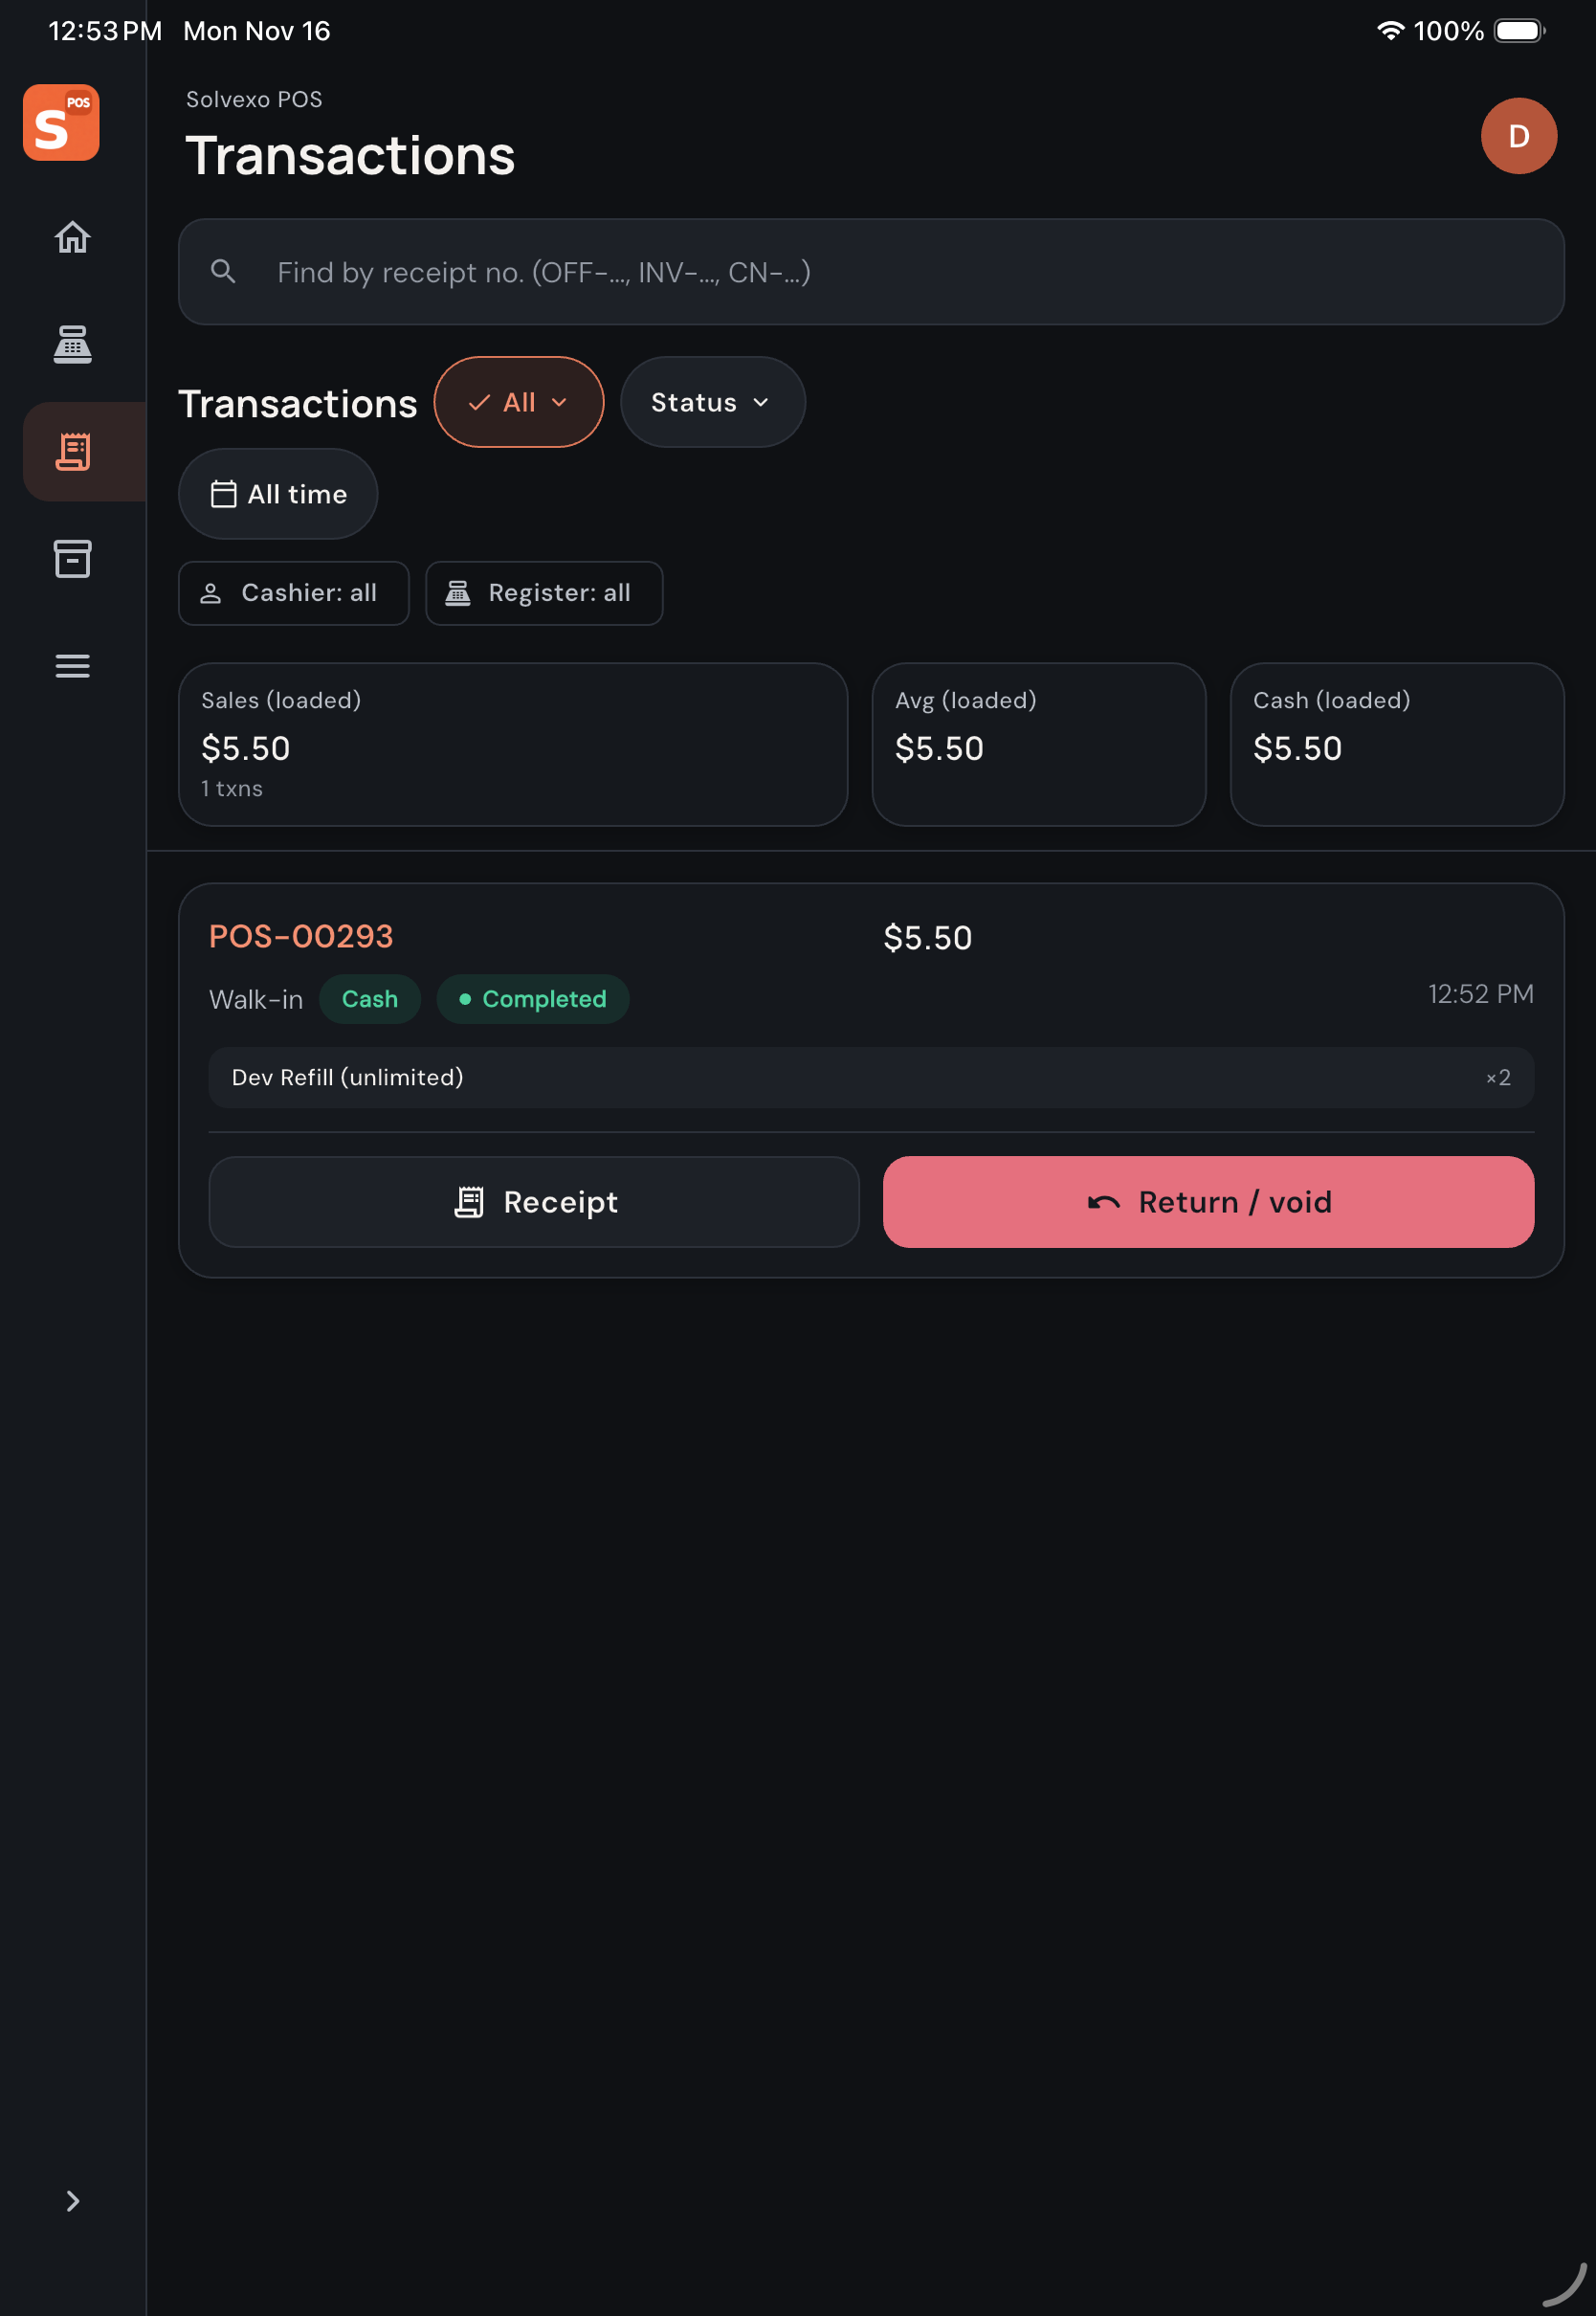 12:53 PM Mon Nov 16 100%
S POS
Solvexo POS
Transactions
D
Find by receipt no. (OFF-..., INV-..., CN-...)
Transactions All Status
All time
Cashier: all Register: all
Sales (loaded) Avg (loaded) Cash (loaded)
$5.50 $5.50 $5.50
1 txns
POS-00293 $5.50
Walk-in Cash Completed 12:52 PM
Dev Refill (unlimited) ×2
Receipt Return / void